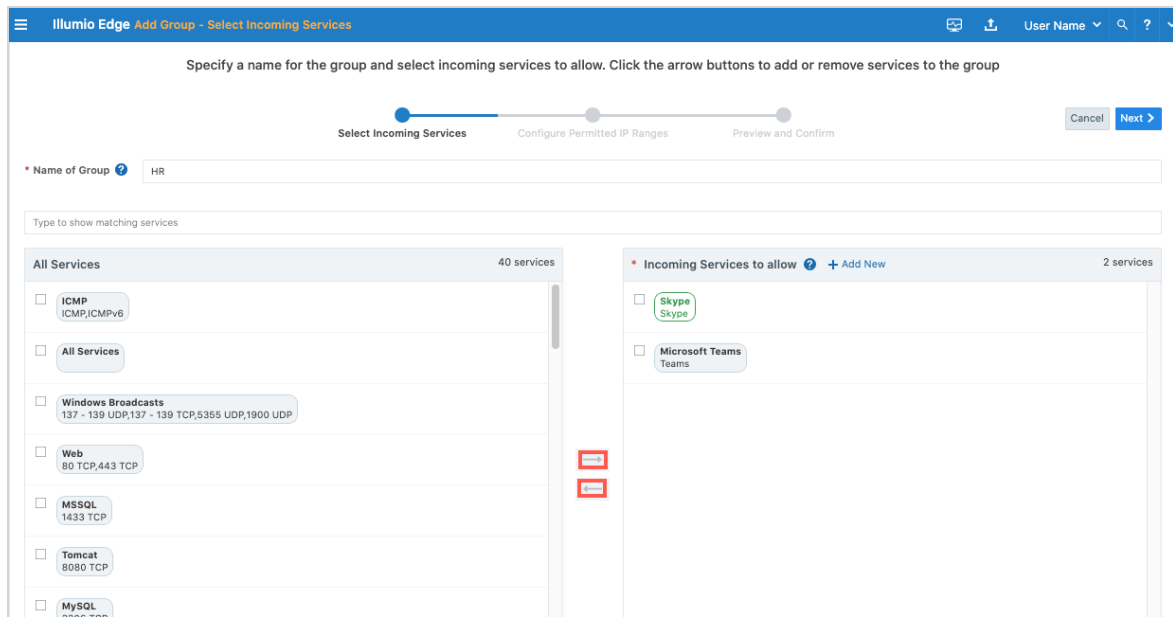 Illumio Edge Add Group - Select Incoming Services
User Name
?
Specify a name for the group and select incoming services to allow. Click the arrow buttons to add or remove services to the group
Select Incoming Services
Configure Permitted IP Ranges
Preview and Confirm
Cancel
Next
* Name of Group ?
HR
Type to show matching services
All Services
40 services
ICMP
ICMP,ICMPv6
All Services
Windows Broadcasts
137 - 139 UDP,137 - 139 TCP,5355 UDP,1900 UDP
Web
80 TCP,443 TCP
MSSQL
1433 TCP
Tomcat
8080 TCP
MySQL
* Incoming Services to allow ? + Add New
2 services
Skype
Skype
Microsoft Teams
Teams